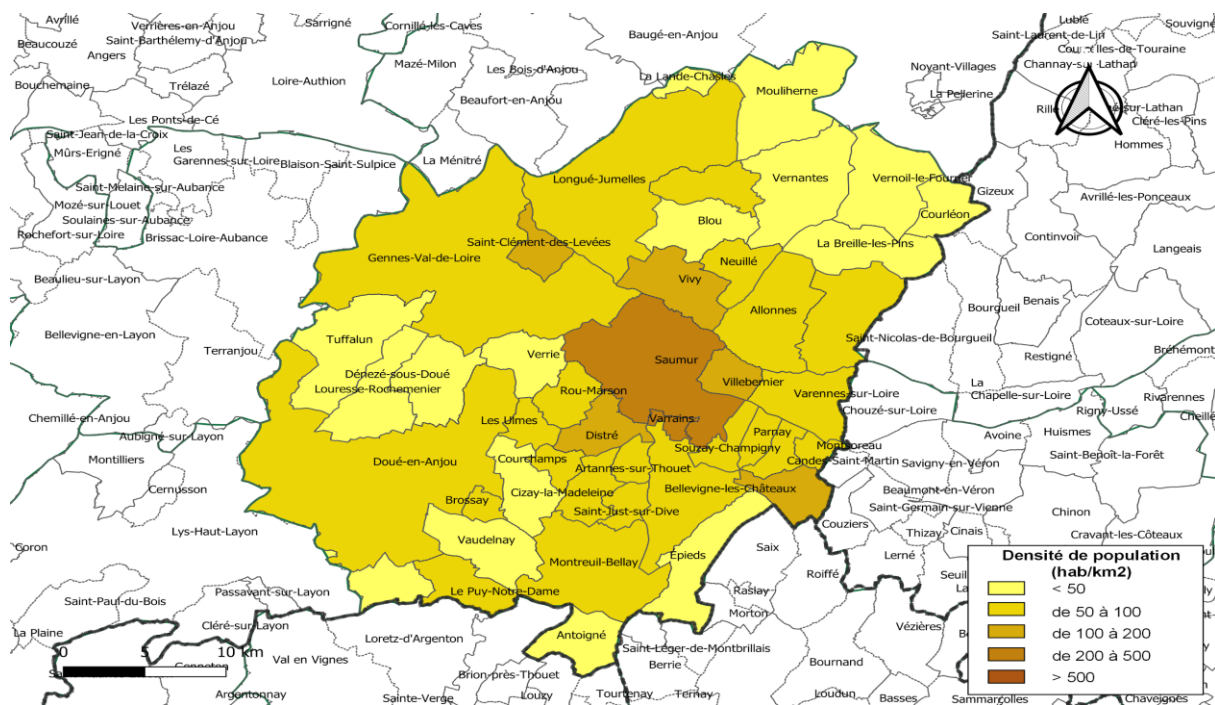 Avrillé
Verrières-en-Anjou
Sarrigné
Cornillé-les-Caves
Lublé
Souvigné
Beaucouzé
Saint-Barthélemy-d'Anjou
Baugé-en-Anjou
Saint-Laurent-de-Lin
Angers
Mazé-Milon
Channay-sur-Lathan
Bouchemaine
Trélazé
Loire-Authion
Les Bois-d'Anjou
La Lande-Chasles
Noyant-Villages
Mouliherne
La Pellerine
Beaufort-en-Anjou
Rillé
Cléré-les-Pins
Les Ponts-de-Cé
Saint-Jean-de-la-Croix
Hommes
Mûrs-Erigné
Les
Garennes-sur-Loire
Blaison-Saint-Sulpice
La Ménitré
Longué-Jumelles
Vernantes
Vernoil-le-Fourrier
Gizeux
Saint-Melaine-sur-Aubance
Avrillé-les-Ponceaux
Mozé-sur-Louet
Courléon
Soulaines-sur-Aubance
Blou
Rochefort-sur-Loire
Brissac-Loire-Aubance
Saint-Clément-des-Levées
La Breille-les-Pins
Continvoir
Langeais
Gennes-Val-de-Loire
Neuillé
Beaulieu-sur-Layon
Vivy
Benais
Bourgueil
Allonnes
Coteaux-sur-Loire
Bellevigne-en-Layon
Tuffalun
Saint-Nicolas-de-Bourgueil
Terranjou
Verrie
Saumur
Restigné
Bréhémont
Dénezé-sous-Doué
Louresse-Rochemenier
Rou-Marson
Villebernier
Varennes-sur-Loire
La
Chapelle-sur-Loire
Rivarennes
Chouzé-sur-Loire
Rigny-Ussé
Chemillé-en-Anjou
Les Ulmes
Varrains
Parnay
Aubigné-sur-Layon
Distré
Avoine
Huismes
Souzay-Champigny
Montilliers
Doué-en-Anjou
Courchamps
Candes-Saint-Martin
Savigny-en-Véron
Saint-Benoît-la-Forêt
Artannes-sur-Thouet
Cernusson
Cizay-la-Madeleine
Bellevigne-les-Châteaux
Beaumont-en-Véron
Brossay
Saint-Germain-sur-Vienne
Saint-Just-sur-Dive
Chinon
Couziers
Lys-Haut-Layon
Thizay
Cinais
Cravant-les-Côteaux
Vaudelnay
Épieds
Saix
Lerné
Montreuil-Bellay
Roiffé
Passavant-sur-Layon
Le Puy-Notre-Dame
Raslay
Saint-Paul-du-Bois
Morton
Cléré-sur-Layon
La Plaine
Loretz-d'Argenton
Antoigné
Vézières
Saint-Léger-de-Montbrillais
Val en Vignes
Berrie
Bournand
Brion-près-Thouet
Argentonnay
Sainte-Verge
Louzy
Tourtenay
Ternay
Loudun
Basses
Sammarçolles
Chaveignes
0 5 10 km
Densité de population
(hab/km2)
< 50
de 50 à 100
de 100 à 200
de 200 à 500
> 500